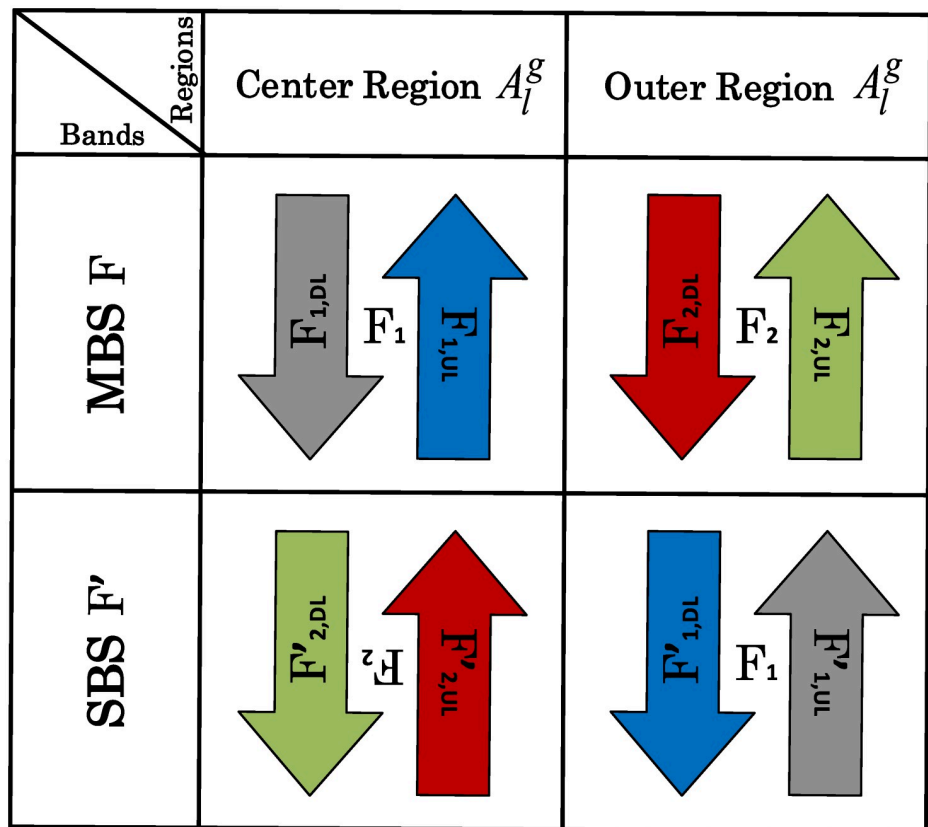 Regions
Bands
Center Region A_l^g
Outer Region A_l^g
MBS F
F1,DL
F1
F1,UL
F2,DL
F2
F2,UL
SBS F'
F'2,DL
F2
F'2,UL
F'1,DL
F1
F'1,UL